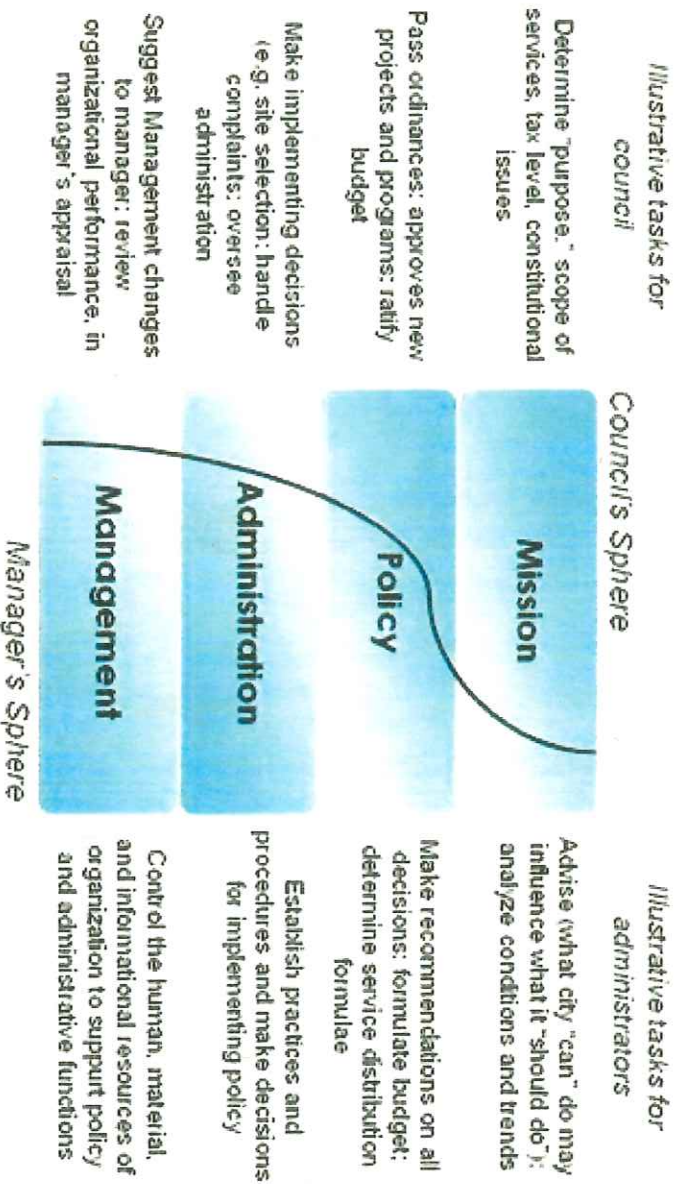 Illustrative tasks for
council
Determine "purpose," scope of
services, tax level, constitutional
issues
Pass ordinances: approves new
projects and programs: ratify
budget
Make implementing decisions
(e.g. site selection: handle
complaints: oversee
administration
Suggest Management changes
to manager: review
organizational performance, in
manager's appraisal
Council's Sphere
Mission
Policy
Administration
Management
Manager's Sphere
Illustrative tasks for
administrators
Advise (what city "can" do may
influence what it "should do"):
analyze conditions and trends
Make recommendations on all
decisions: formulate budget:
determine service distribution
formulae
Establish practices and
procedures and make decisions
for implementing policy
Control the human, material,
and informational resources of
organization to support policy
and administrative functions